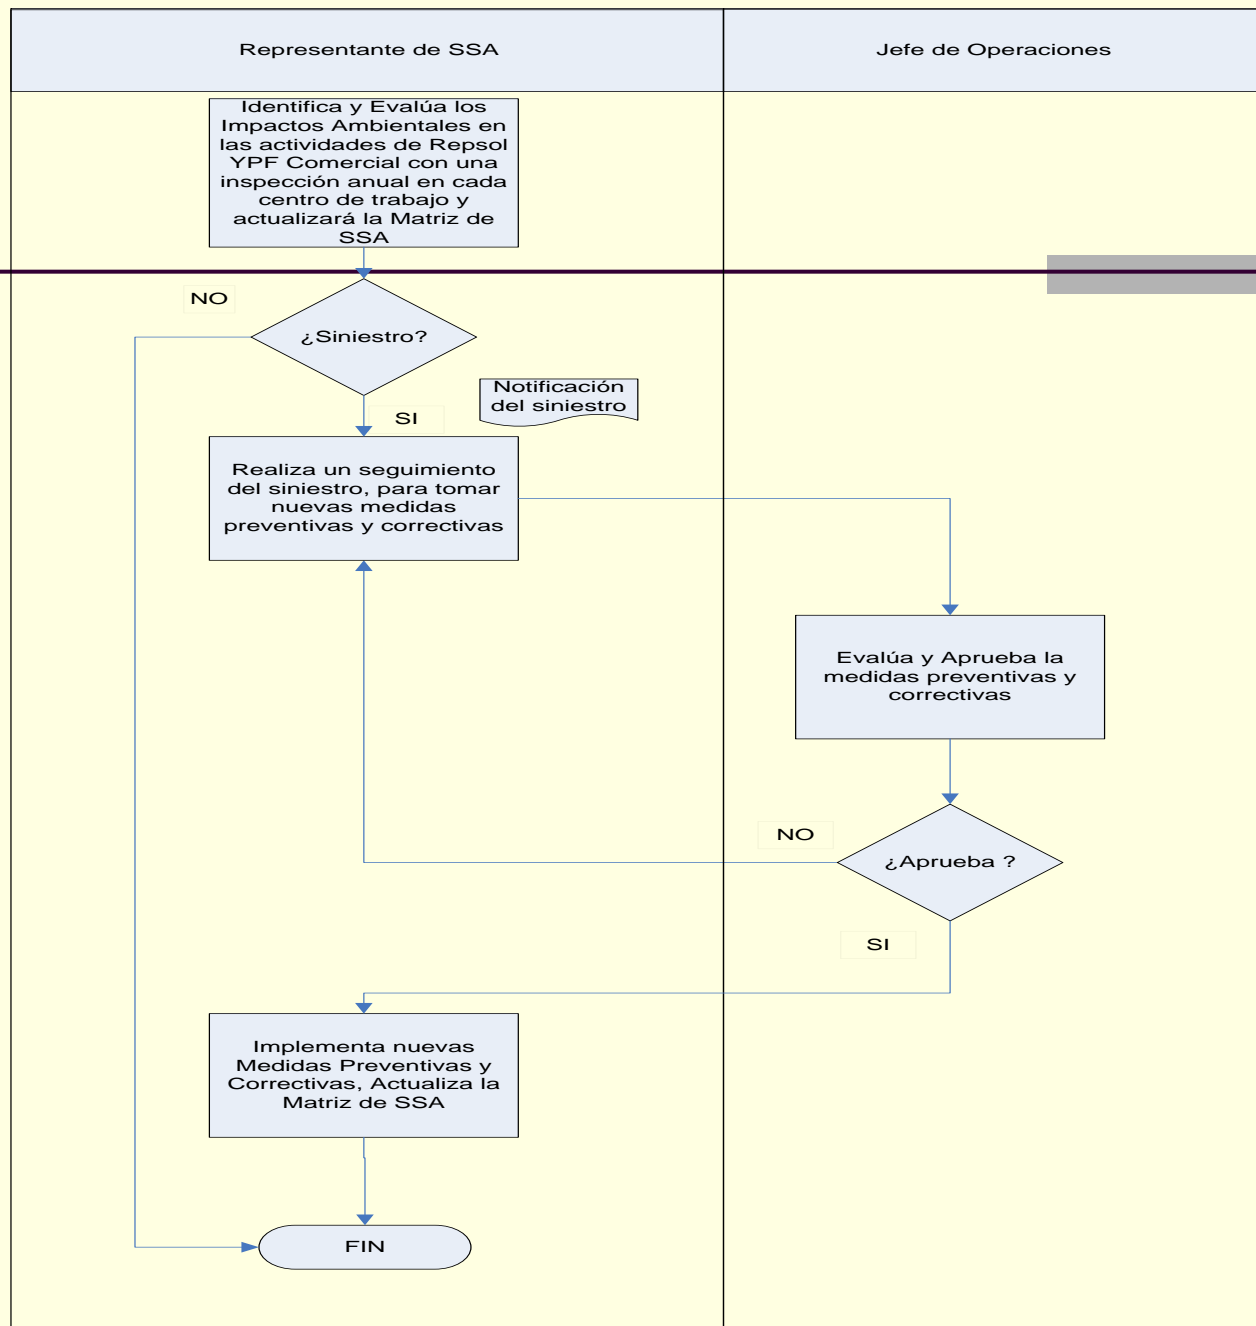 Representante de SSA
Jefe de Operaciones
Identifica y Evalúa los
Impactos Ambientales en
las actividades de Repsol
YPF Comercial con una
inspección anual en cada
centro de trabajo y
actualizará la Matriz de
SSA
NO
¿Siniestro?
Notificación
del siniestro
SI
Realiza un seguimiento
del siniestro, para tomar
nuevas medidas
preventivas y correctivas
Evalúa y Aprueba la
medidas preventivas y
correctivas
NO
¿Aprueba ?
SI
Implementa nuevas
Medidas Preventivas y
Correctivas, Actualiza la
Matriz de SSA
FIN